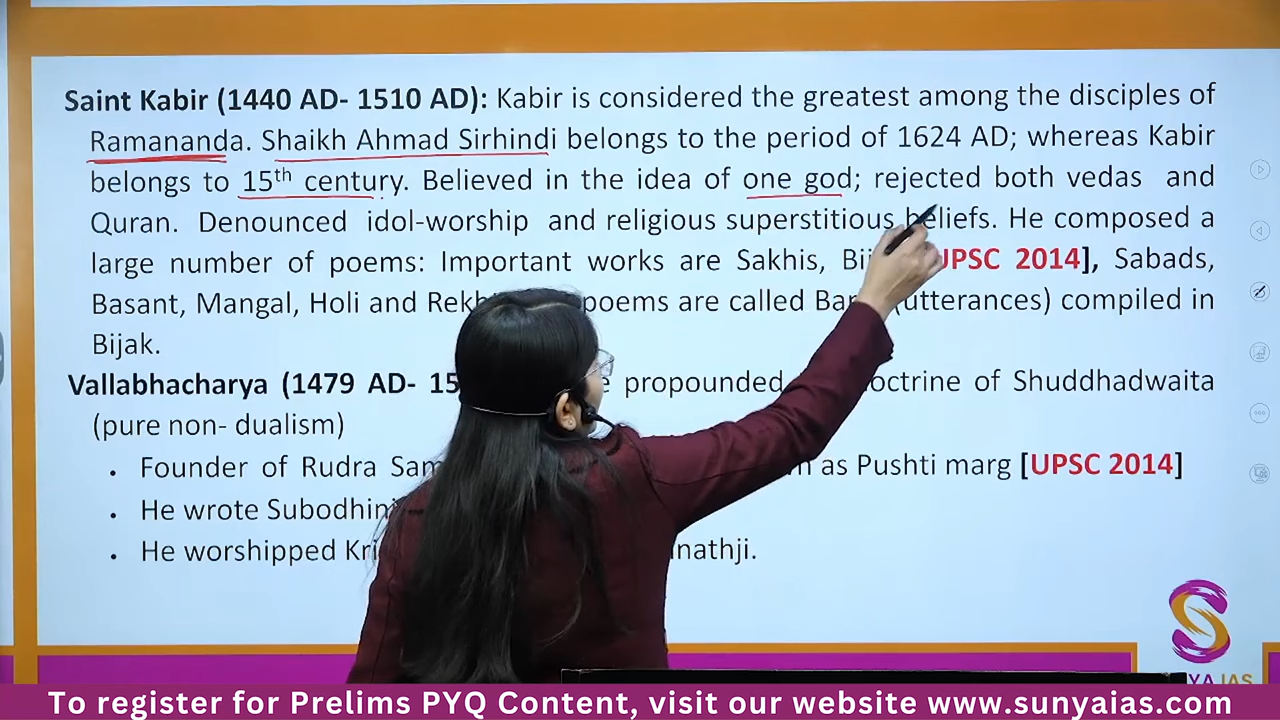 Saint Kabir (1440 AD- 1510 AD): Kabir is considered the greatest among the disciples of
Ramananda. Shaikh Ahmad Sirhindi belongs to the period of 1624 AD; whereas Kabir
belongs to 15th century. Believed in the idea of one god; rejected both vedas and
Quran. Denounced idol-worship and religious superstitious beliefs. He composed a
large number of poems: Important works are Sakhis, UPSC 2014], Sabads,
Basant, Mangal, Holi and poems are called (utterances) compiled in
Bijak.
Vallabhacharya (1479 AD- propounded doctrine of Shuddhadwaita
(pure non- dualism)
Founder of Rudra as Pushti marg [UPSC 2014]
He wrote Subodhini
He worshipped
IAS
To register for Prelims PYQ Content, visit our website www.sunyaias.com